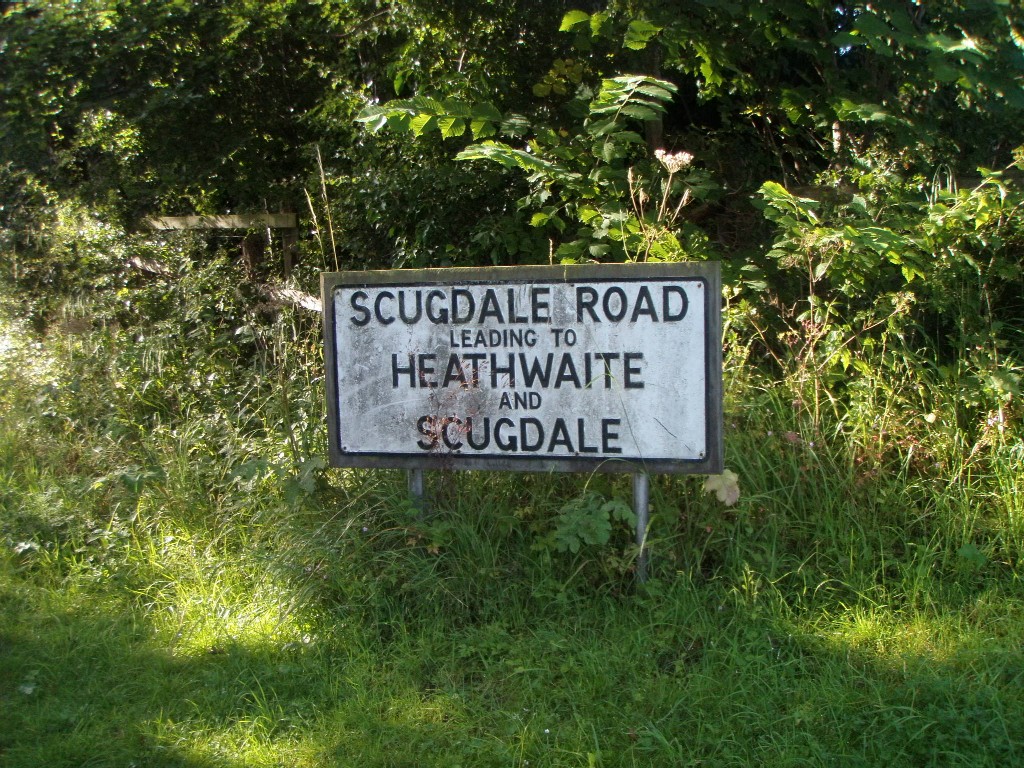 SCUGDALE ROAD
LEADING TO
HEATHWAITE
AND
SCUGDALE